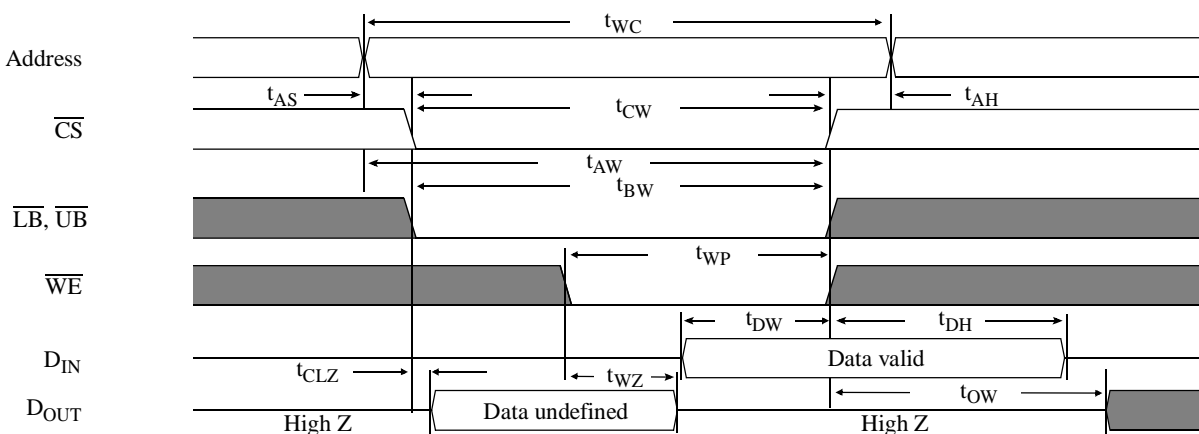 tWC
Address
tAS
tAH
tCW
CS
tAW
tBW
LB, UB
tWP
WE
tDW
tDH
DIN
Data valid
tCLZ
tWZ
tOW
DOUT
High Z
Data undefined
High Z